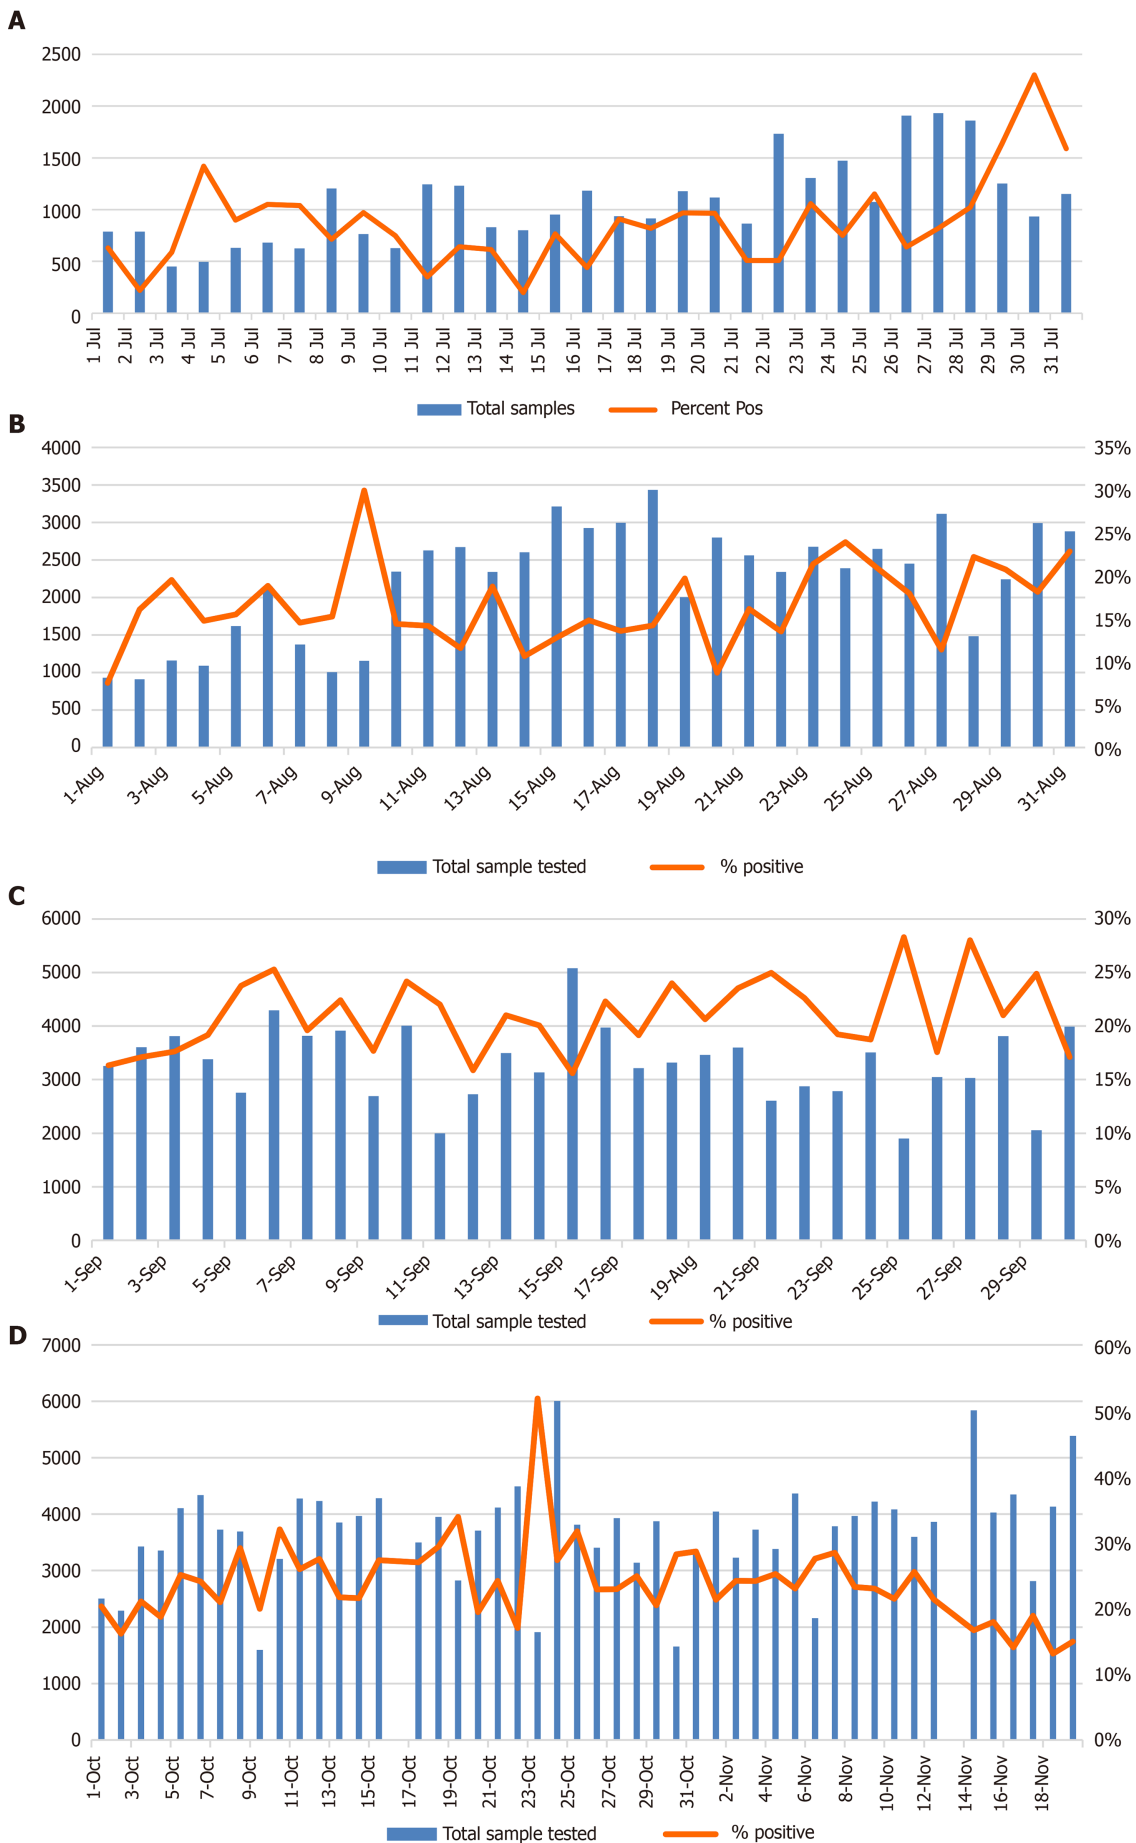 A
2500
2000
1500
1000
500
0
1 Jul 2 Jul 3 Jul 4 Jul 5 Jul 6 Jul 7 Jul 8 Jul 9 Jul 10 Jul 11 Jul 12 Jul 13 Jul 14 Jul 15 Jul 16 Jul 17 Jul 18 Jul 19 Jul 20 Jul 21 Jul 22 Jul 23 Jul 24 Jul 25 Jul 26 Jul 27 Jul 28 Jul 29 Jul 30 Jul 31 Jul
Total samples Percent Pos
B
4000 35%
3500 30%
3000 25%
2500 20%
2000 15%
1500 10%
1000 5%
500 0%
0
1-Aug 3-Aug 5-Aug 7-Aug 9-Aug 11-Aug 13-Aug 15-Aug 17-Aug 19-Aug 21-Aug 23-Aug 25-Aug 27-Aug 29-Aug 31-Aug
Total sample tested % positive
C
6000 30%
5000 25%
4000 20%
3000 15%
2000 10%
1000 5%
0 0%
1-Sep 3-Sep 5-Sep 7-Sep 9-Sep 11-Sep 13-Sep 15-Sep 17-Sep 19-Aug 21-Sep 23-Sep 25-Sep 27-Sep 29-Sep
Total sample tested % positive
D
7000 60%
6000 50%
5000 40%
4000 30%
3000 20%
2000 10%
1000 0%
0
1-Oct 3-Oct 5-Oct 7-Oct 9-Oct 11-Oct 13-Oct 15-Oct 17-Oct 19-Oct 21-Oct 23-Oct 25-Oct 27-Oct 29-Oct 31-Oct 2-Nov 4-Nov 6-Nov 8-Nov 10-Nov 12-Nov 14-Nov 16-Nov 18-Nov
Total sample tested % positive